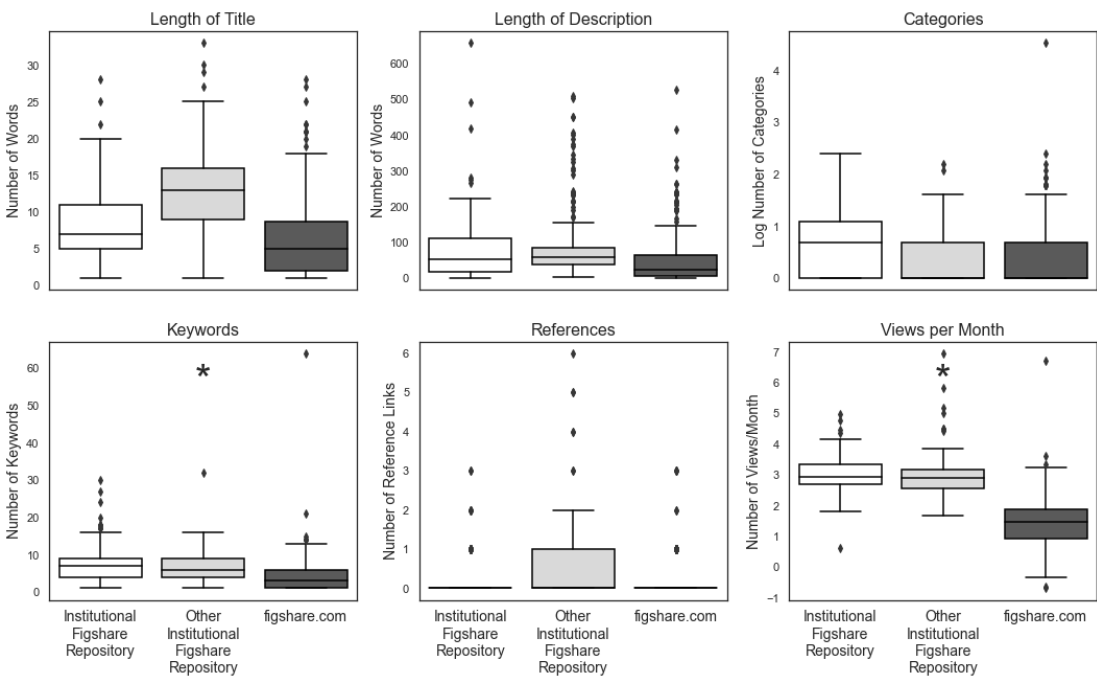 Length of Title
Number of Words
30
25
20
15
10
5
0
Length of Description
Number of Words
600
500
400
300
200
100
0
Categories
Log Number of Categories
4
3
2
1
0
Keywords
Number of Keywords
60
50
40
30
20
10
0
*
Institutional
Figshare
Repository
Other
Institutional
Figshare
Repository
figshare.com
References
Number of Reference Links
6
5
4
3
2
1
0
Institutional
Figshare
Repository
Other
Institutional
Figshare
Repository
figshare.com
Views per Month
Number of Views/Month
7
6
5
4
3
2
1
0
−1
*
Institutional
Figshare
Repository
Other
Institutional
Figshare
Repository
figshare.com